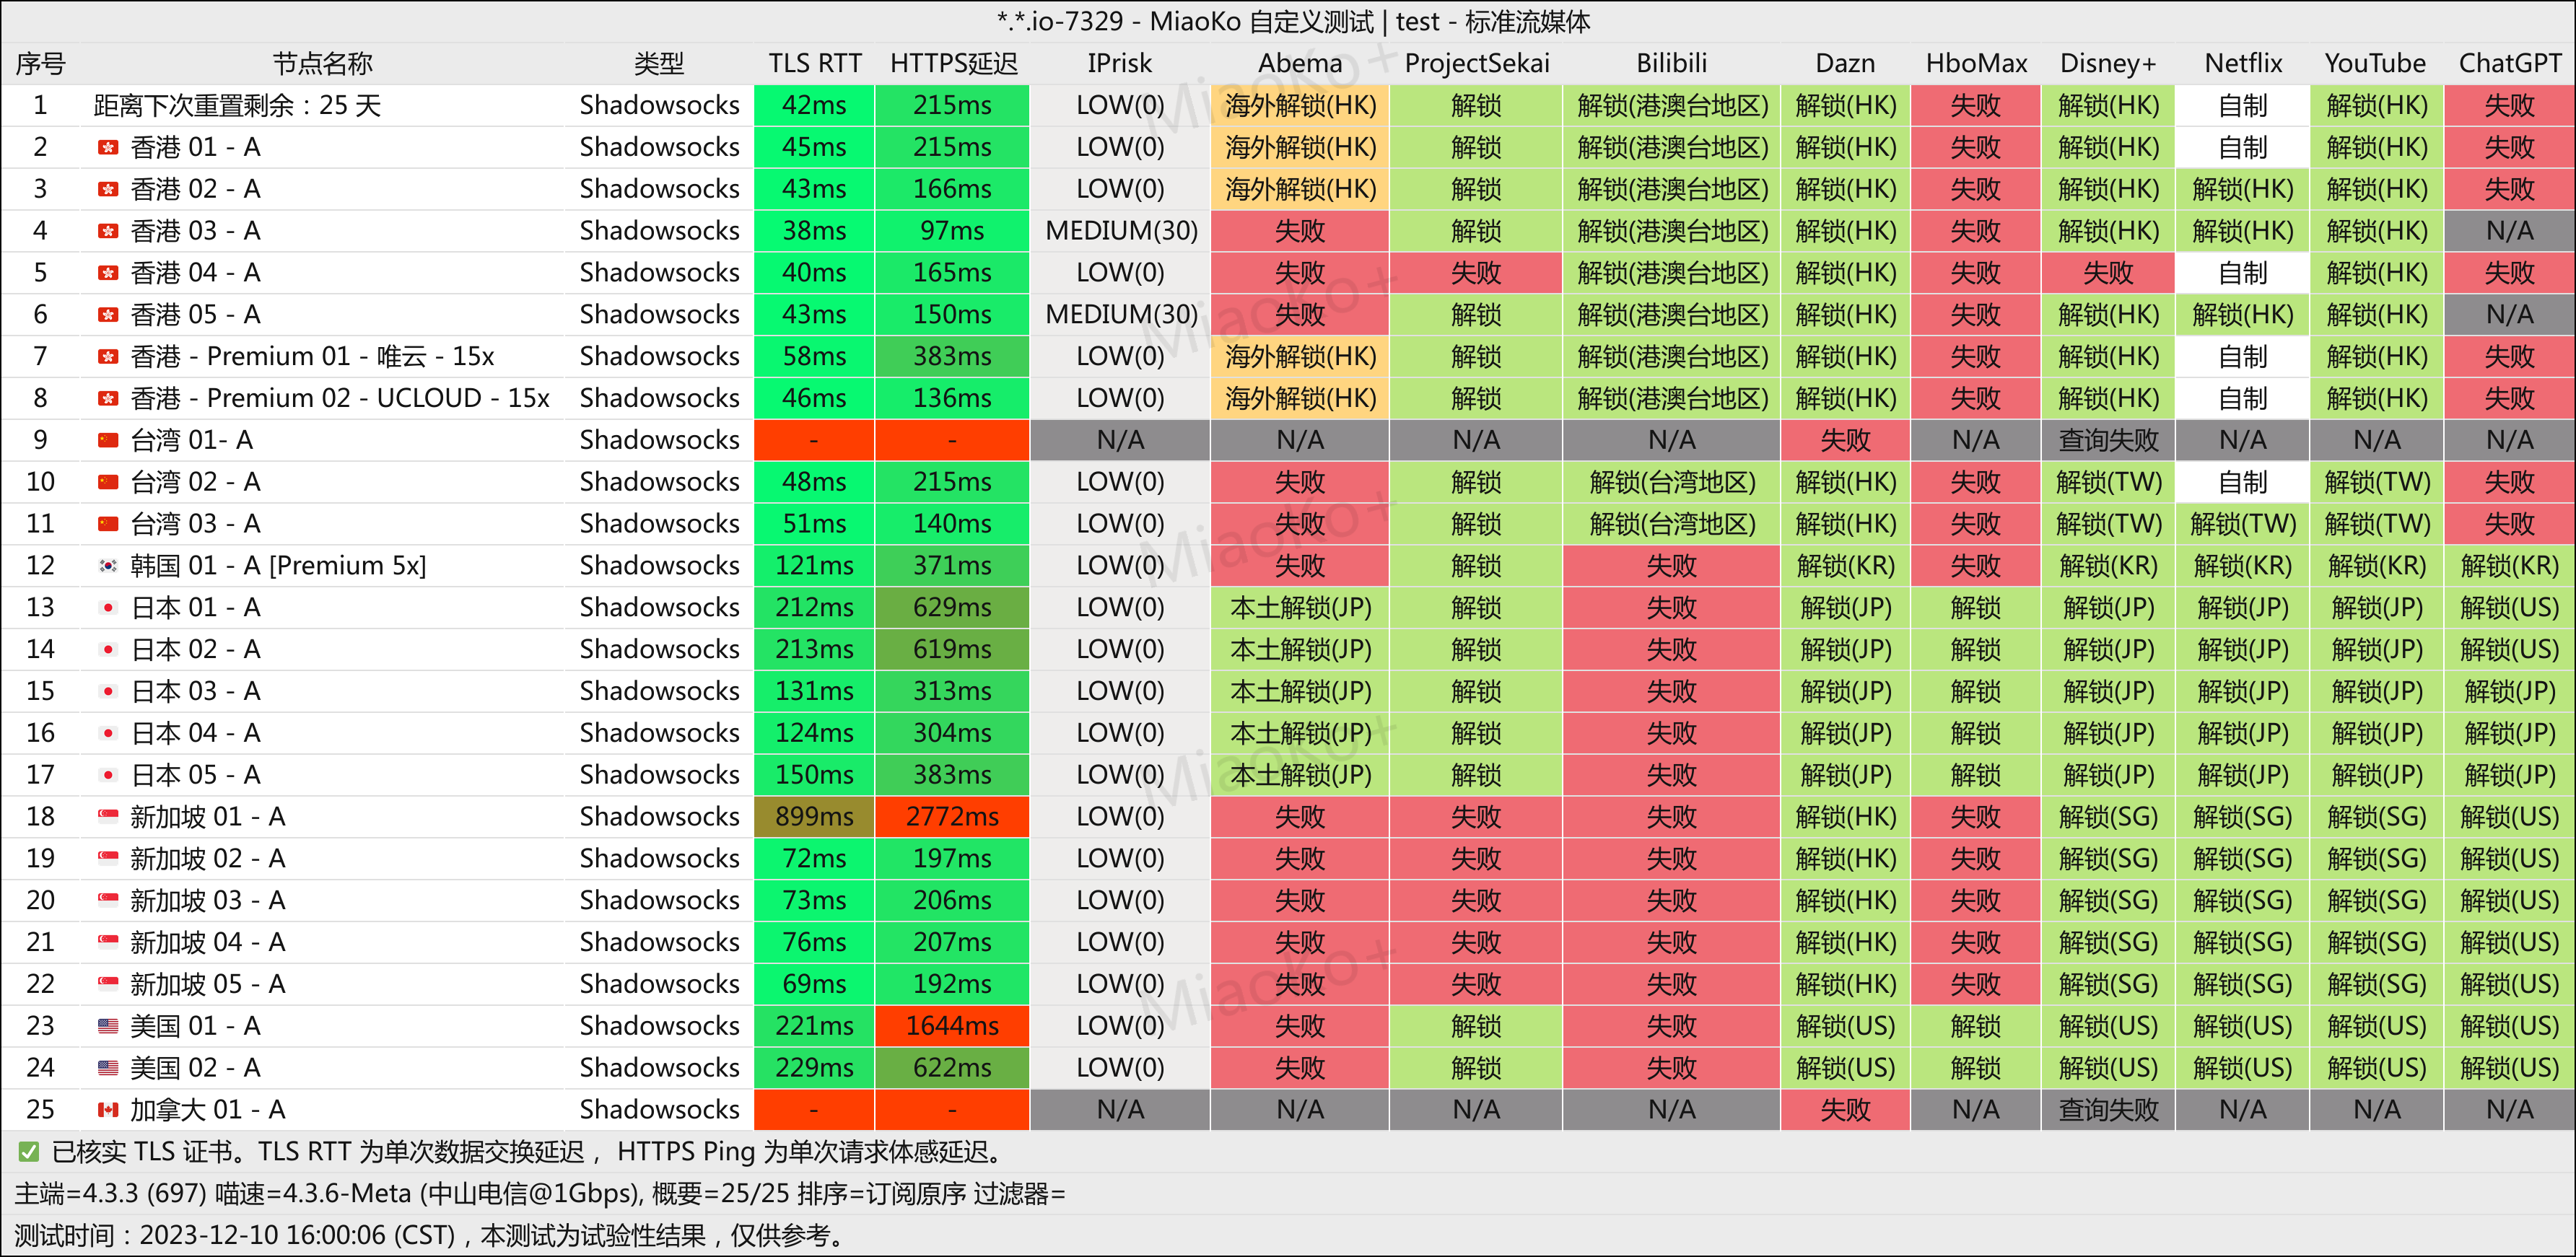 *.*.io-7329 - MiaoKo 自定义测试 | test - 标准流媒体
序号 节点名称 类型 TLS RTT HTTPS延迟 IPrisk Abema ProjectSekai Bilibili Dazn HboMax Disney+ Netflix YouTube ChatGPT
1 距离下次重置剩余：25 天 Shadowsocks 42ms 215ms LOW(0) 海外解锁(HK) 解锁 解锁(港澳台地区) 解锁(HK) 失败 解锁(HK) 自制 解锁(HK) 失败
2 香港 01 - A Shadowsocks 45ms 215ms LOW(0) 海外解锁(HK) 解锁 解锁(港澳台地区) 解锁(HK) 失败 解锁(HK) 自制 解锁(HK) 失败
3 香港 02 - A Shadowsocks 43ms 166ms LOW(0) 海外解锁(HK) 解锁 解锁(港澳台地区) 解锁(HK) 失败 解锁(HK) 解锁(HK) 解锁(HK) 失败
4 香港 03 - A Shadowsocks 38ms 97ms MEDIUM(30) 失败 解锁 解锁(港澳台地区) 解锁(HK) 失败 解锁(HK) 解锁(HK) 解锁(HK) N/A
5 香港 04 - A Shadowsocks 40ms 165ms LOW(0) 失败 失败 解锁(港澳台地区) 解锁(HK) 失败 失败 自制 解锁(HK) 失败
6 香港 05 - A Shadowsocks 43ms 150ms MEDIUM(30) 失败 解锁 解锁(港澳台地区) 解锁(HK) 失败 解锁(HK) 解锁(HK) 解锁(HK) N/A
7 香港 - Premium 01 - 唯云 - 15x Shadowsocks 58ms 383ms LOW(0) 海外解锁(HK) 解锁 解锁(港澳台地区) 解锁(HK) 失败 解锁(HK) 自制 解锁(HK) 失败
8 香港 - Premium 02 - UCLOUD - 15x Shadowsocks 46ms 136ms LOW(0) 海外解锁(HK) 解锁 解锁(港澳台地区) 解锁(HK) 失败 解锁(HK) 自制 解锁(HK) 失败
9 台湾 01- A Shadowsocks - - N/A N/A N/A N/A 失败 N/A 查询失败 N/A N/A N/A
10 台湾 02 - A Shadowsocks 48ms 215ms LOW(0) 失败 解锁 解锁(台湾地区) 解锁(HK) 失败 解锁(TW) 自制 解锁(TW) 失败
11 台湾 03 - A Shadowsocks 51ms 140ms LOW(0) 失败 解锁 解锁(台湾地区) 解锁(HK) 失败 解锁(TW) 解锁(TW) 解锁(TW) 失败
12 韩国 01 - A [Premium 5x] Shadowsocks 121ms 371ms LOW(0) 失败 解锁 失败 解锁(KR) 失败 解锁(KR) 解锁(KR) 解锁(KR) 解锁(KR)
13 日本 01 - A Shadowsocks 212ms 629ms LOW(0) 本土解锁(JP) 解锁 失败 解锁(JP) 解锁 解锁(JP) 解锁(JP) 解锁(JP) 解锁(US)
14 日本 02 - A Shadowsocks 213ms 619ms LOW(0) 本土解锁(JP) 解锁 失败 解锁(JP) 解锁 解锁(JP) 解锁(JP) 解锁(JP) 解锁(US)
15 日本 03 - A Shadowsocks 131ms 313ms LOW(0) 本土解锁(JP) 解锁 失败 解锁(JP) 解锁 解锁(JP) 解锁(JP) 解锁(JP) 解锁(JP)
16 日本 04 - A Shadowsocks 124ms 304ms LOW(0) 本土解锁(JP) 解锁 失败 解锁(JP) 解锁 解锁(JP) 解锁(JP) 解锁(JP) 解锁(JP)
17 日本 05 - A Shadowsocks 150ms 383ms LOW(0) 本土解锁(JP) 解锁 失败 解锁(JP) 解锁 解锁(JP) 解锁(JP) 解锁(JP) 解锁(JP)
18 新加坡 01 - A Shadowsocks 899ms 2772ms LOW(0) 失败 失败 失败 解锁(HK) 失败 解锁(SG) 解锁(SG) 解锁(SG) 解锁(US)
19 新加坡 02 - A Shadowsocks 72ms 197ms LOW(0) 失败 失败 失败 解锁(HK) 失败 解锁(SG) 解锁(SG) 解锁(SG) 解锁(US)
20 新加坡 03 - A Shadowsocks 73ms 206ms LOW(0) 失败 失败 失败 解锁(HK) 失败 解锁(SG) 解锁(SG) 解锁(SG) 解锁(US)
21 新加坡 04 - A Shadowsocks 76ms 207ms LOW(0) 失败 失败 失败 解锁(HK) 失败 解锁(SG) 解锁(SG) 解锁(SG) 解锁(US)
22 新加坡 05 - A Shadowsocks 69ms 192ms LOW(0) 失败 失败 失败 解锁(HK) 失败 解锁(SG) 解锁(SG) 解锁(SG) 解锁(US)
23 美国 01 - A Shadowsocks 221ms 1644ms LOW(0) 失败 解锁 失败 解锁(US) 解锁 解锁(US) 解锁(US) 解锁(US) 解锁(US)
24 美国 02 - A Shadowsocks 229ms 622ms LOW(0) 失败 解锁 失败 解锁(US) 解锁 解锁(US) 解锁(US) 解锁(US) 解锁(US)
25 加拿大 01 - A Shadowsocks - - N/A N/A N/A N/A 失败 N/A 查询失败 N/A N/A N/A
已核实 TLS 证书。TLS RTT 为单次数据交换延迟，HTTPS Ping 为单次请求体感延迟。
主端=4.3.3 (697) 喵速=4.3.6-Meta (中山电信@1Gbps), 概要=25/25 排序=订阅原序 过滤器=
测试时间：2023-12-10 16:00:06 (CST)，本测试为试验性结果，仅供参考。
MiaoKo+
MiaoKo+
MiaoKo+
MiaoKo+
MiaoKo+